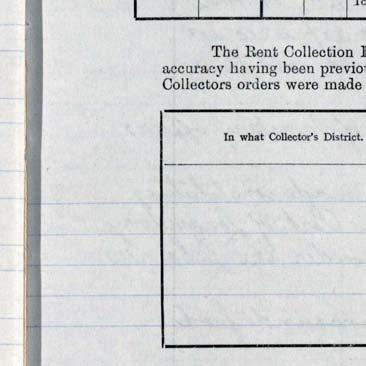 The Rent Collection
accuracy having been previo
Collectors orders were made
In what Collector's District.